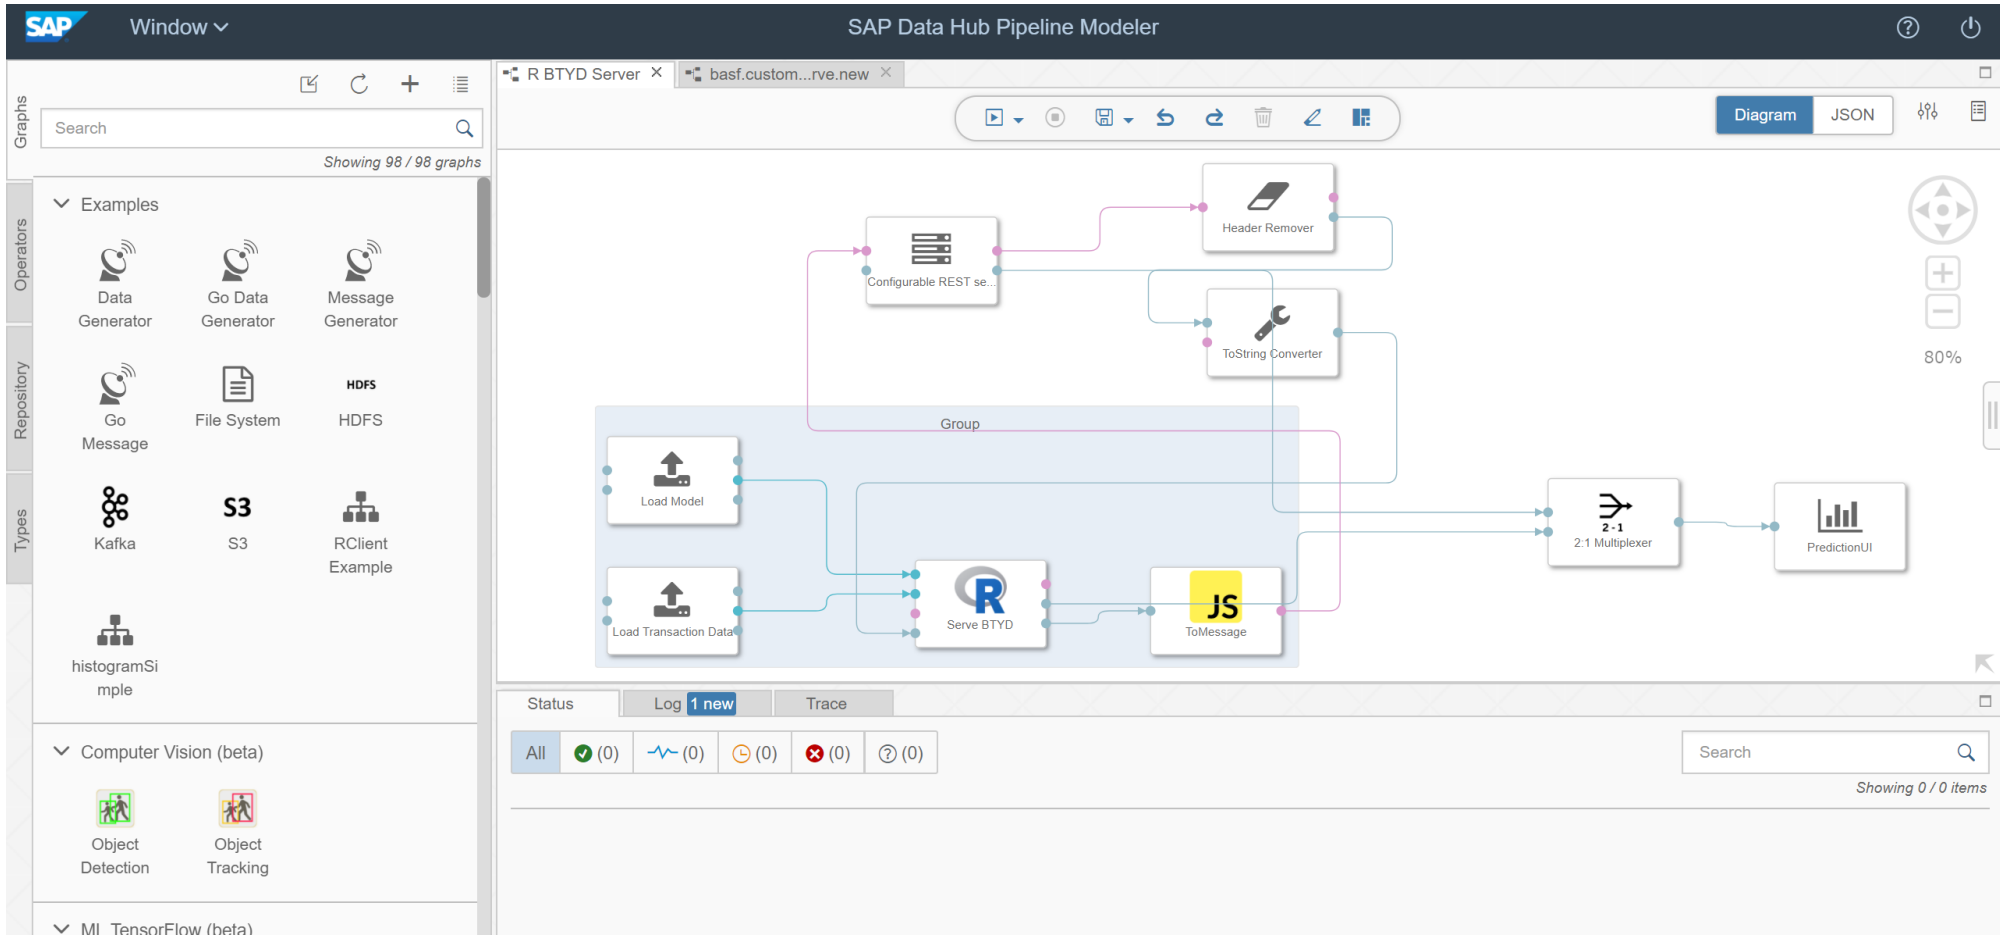 SAP
Window
SAP Data Hub Pipeline Modeler
Graphs
Operators
Repository
Types
Search
Showing 98 / 98 graphs
Examples
Data
Generator
Go Data
Generator
Message
Generator
Go
Message
File System
HDFS
HDFS
Kafka
S3
S3
RClient
Example
histogramSi
mple
Computer Vision (beta)
Object
Detection
Object
Tracking
ML TensorFlow (beta)
R BTYD Server
basf.custom...rve.new
Diagram
JSON
Header Remover
Configurable REST se...
ToString Converter
80%
Group
Load Model
Load Transaction Data
R
Serve BTYD
JS
ToMessage
2 - 1
2:1 Multiplexer
PredictionUI
Status
Log 1 new
Trace
All
(0)
(0)
(0)
(0)
(0)
Search
Showing 0 / 0 items